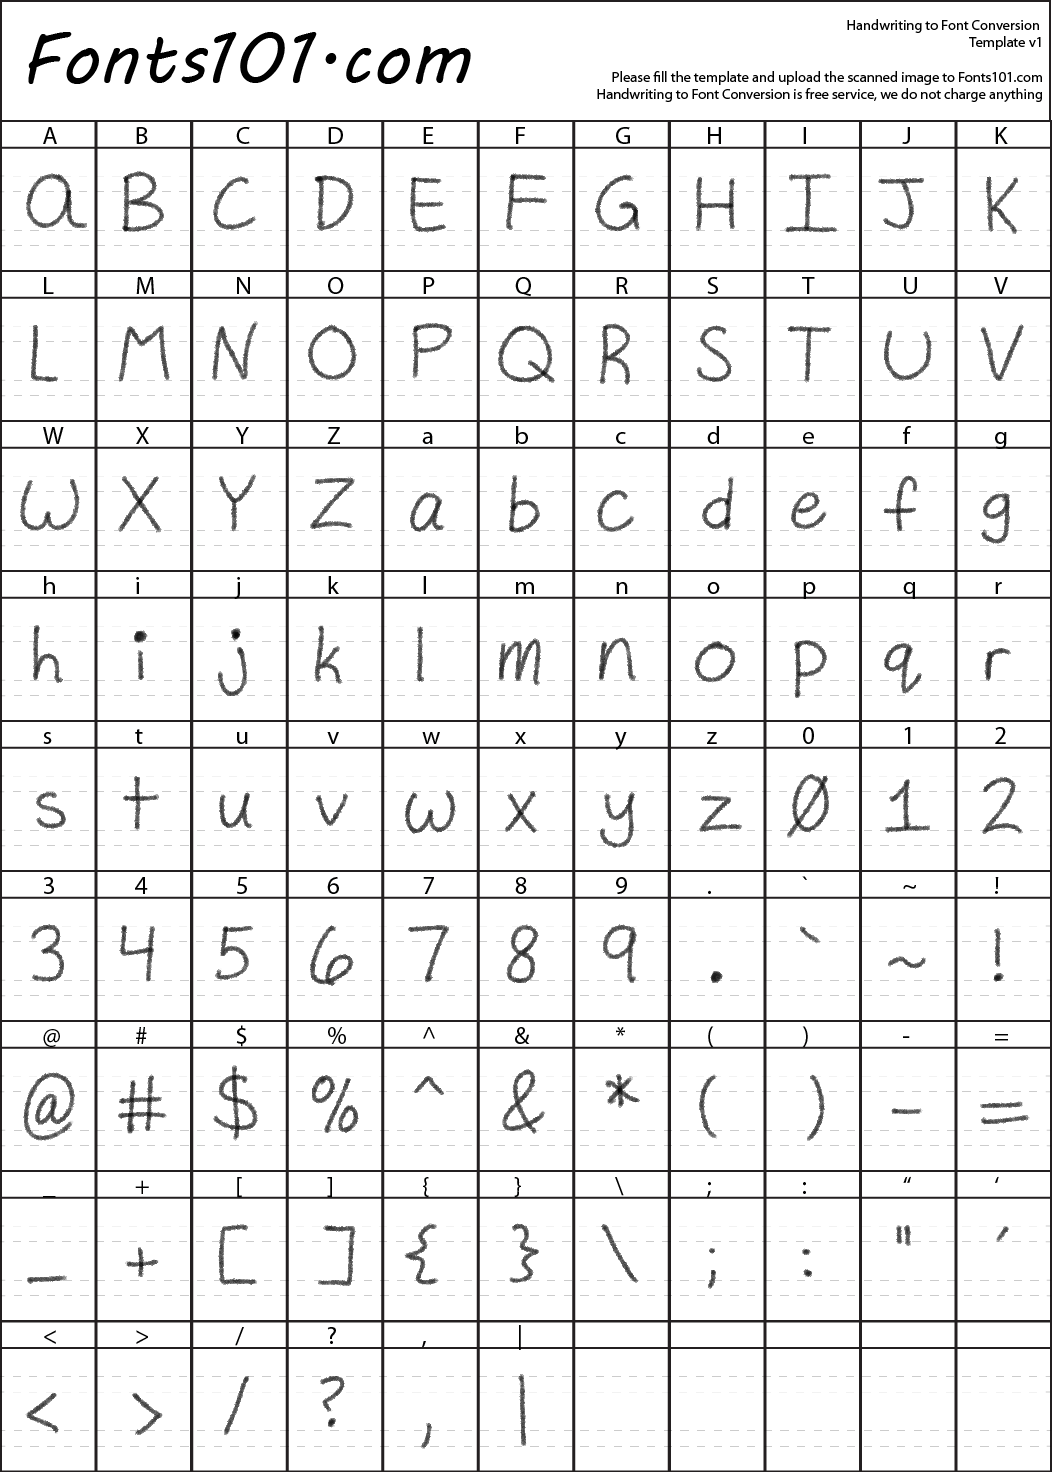 Fonts101.com
Handwriting to Font Conversion
Template v1
Please fill the template and upload the scanned image to Fonts101.com
Handwriting to Font Conversion is free service, we do not charge anything
A B C D E F G H I J K
a B C D E F G H I J K
L M N O P Q R S T U V
L M N O P Q R S T U V
W X Y Z a b c d e f g
W X Y Z a b c d e f g
h i j k l m n o p q r
h i j k l m n o p q r
s t u v w x y z 0 1 2
s t u v w x y z 0 1 2
3 4 5 6 7 8 9 . ` ~ !
3 4 5 6 7 8 9 . ` ~ !
@ # $ % ^ & * ( ) - =
@ # $ % ^ & * ( ) - =
_ + [ ] { } \ ; : “ ‘
_ + [ ] { } \ ; : " ′
< > / ? , |
< > / ? , |